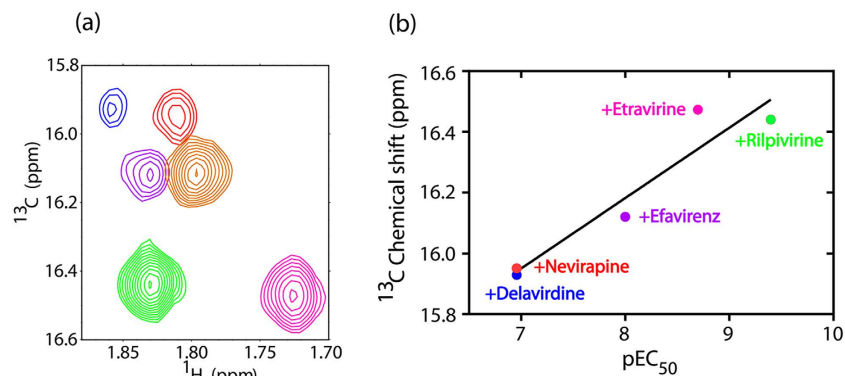 (a)
15.8
16.0
16.2
16.4
16.6
¹³C (ppm)
1.85
1.80
1.75
1.70
¹H (ppm)
(b)
16.6
16.4
16.2
16.0
15.8
¹³C Chemical shift (ppm)
+Etravirine
+Rilpivirine
+Efavirenz
+Nevirapine
+Delavirdine
7
8
9
10
pEC₅₀